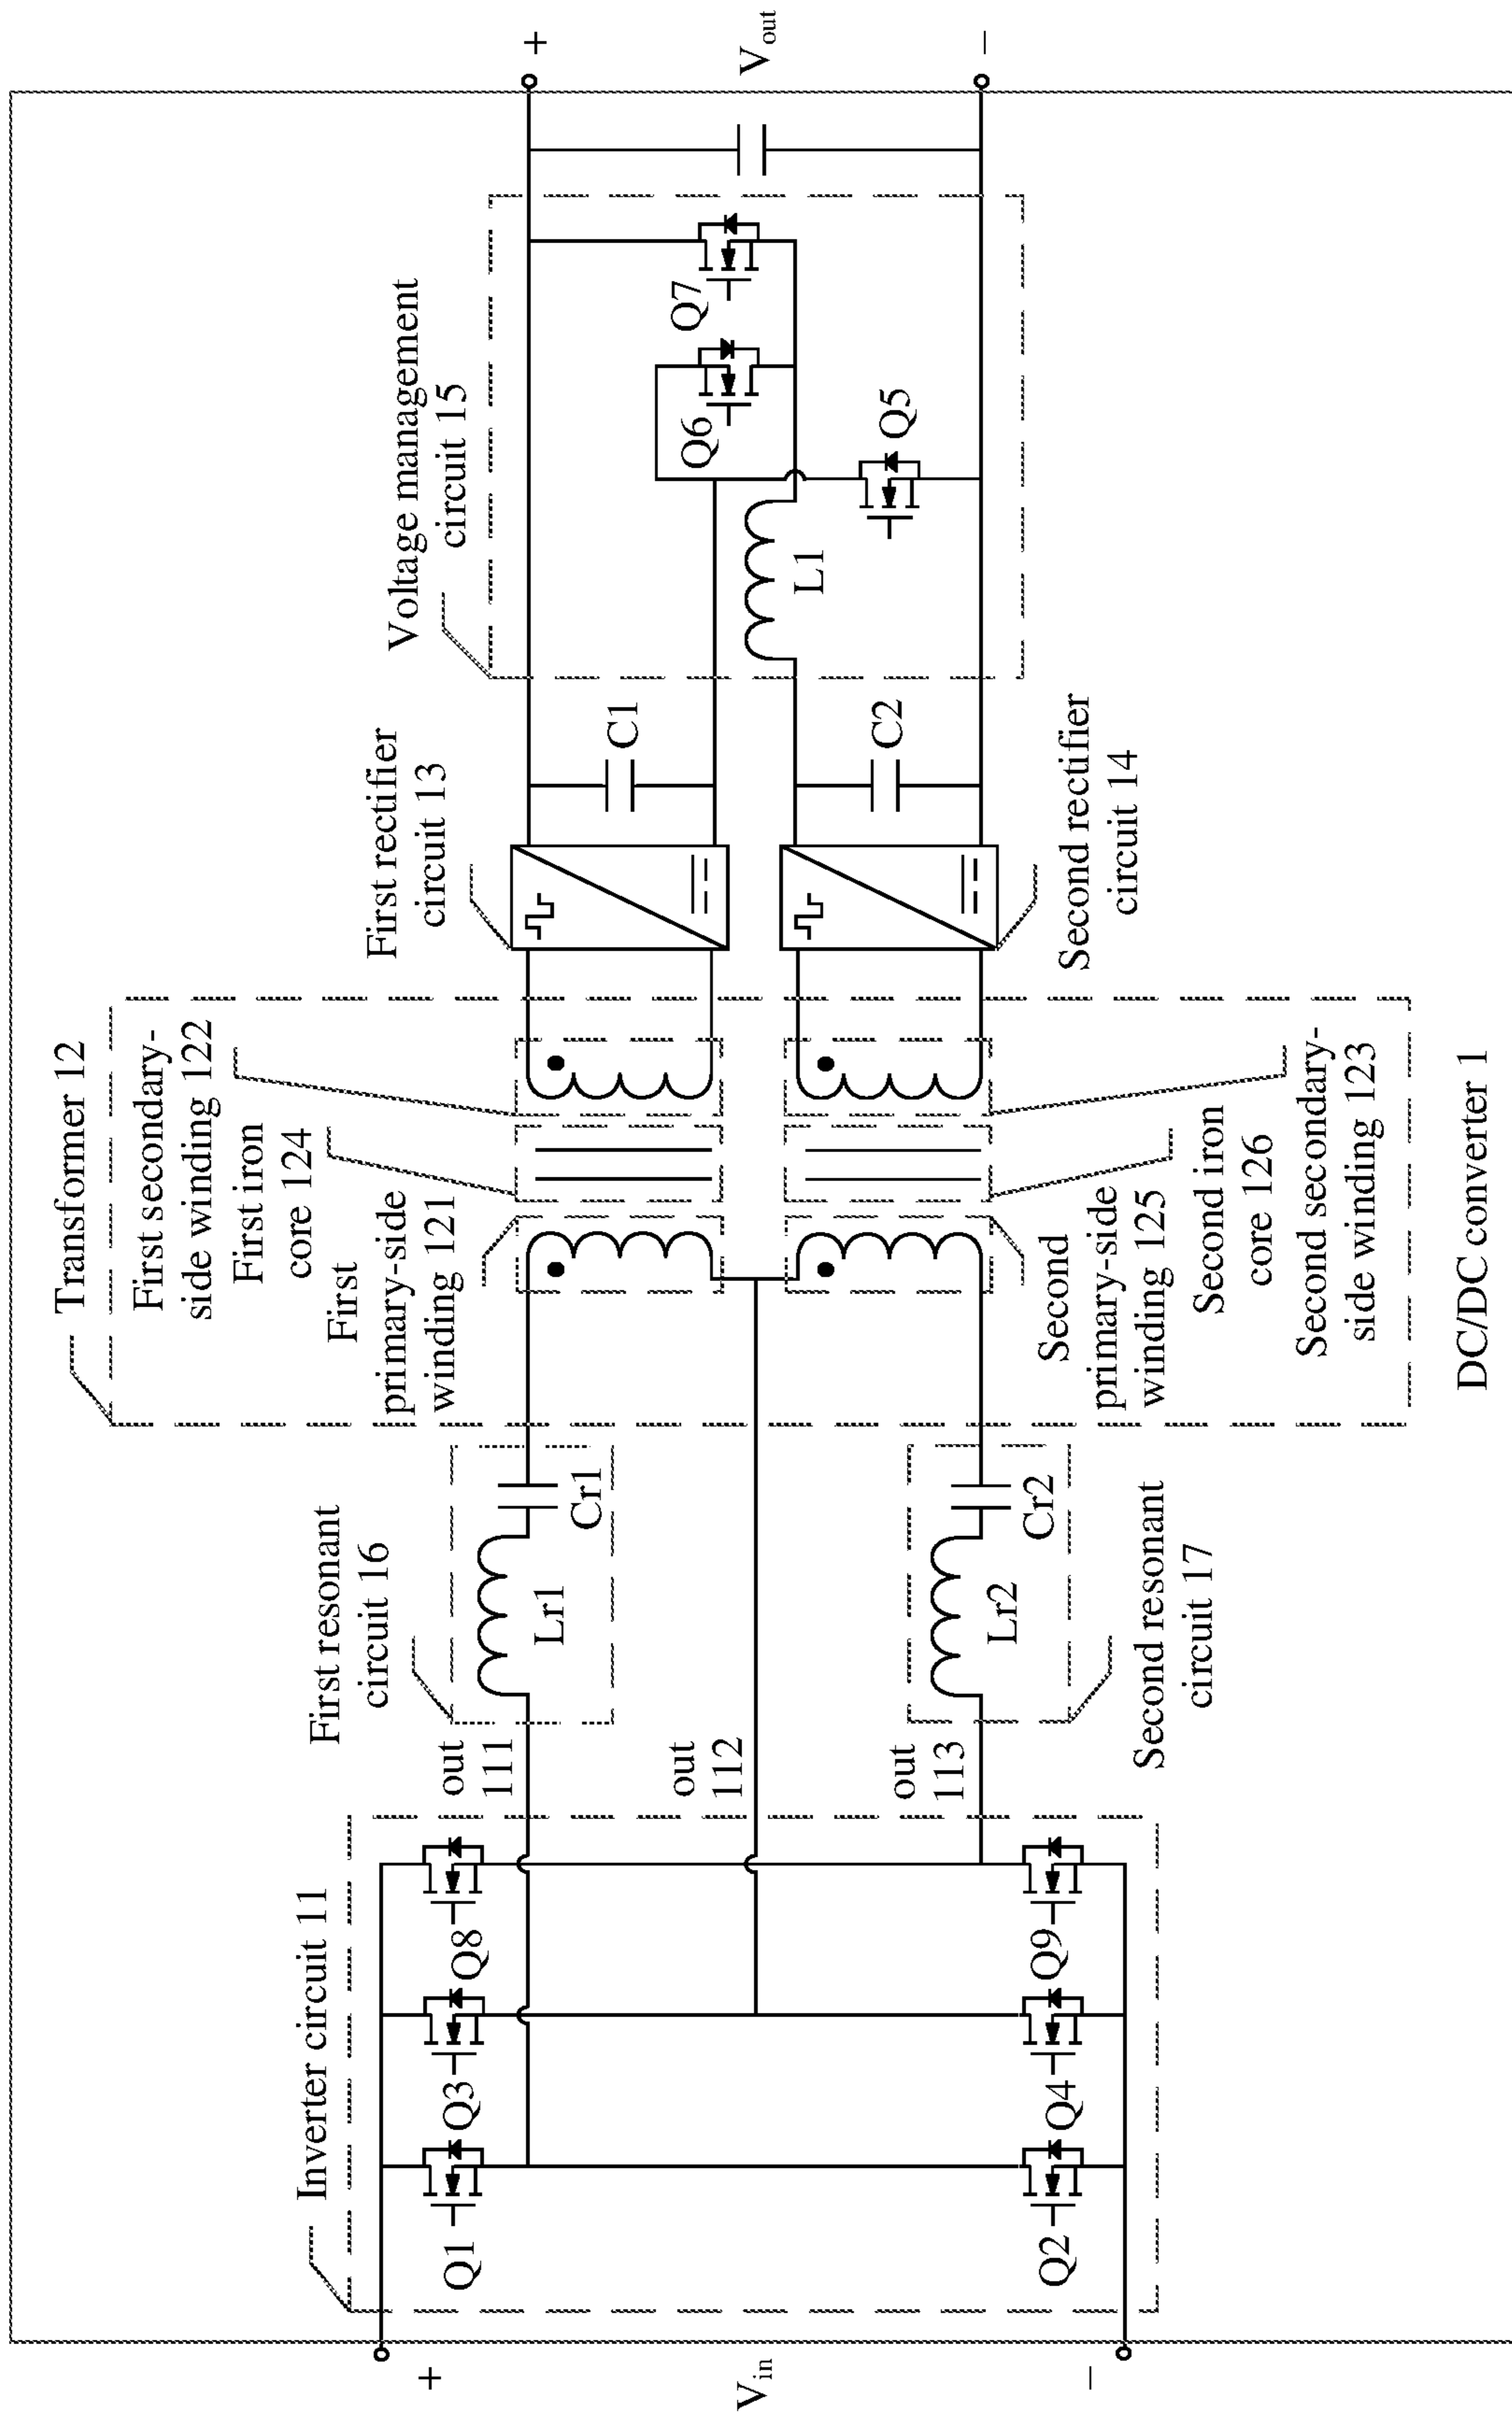 Transformer 12
First secondary-
side winding 122
First iron
core 124
First
primary-side
winding 121
Voltage management
circuit 15
First rectifier
circuit 13
First resonant
circuit 16
Inverter circuit 11
out
111
out
112
out
113
Lr1
Cr1
Lr2
Cr2
Q1
Q3
Q8
Q2
Q4
Q9
C1
C2
L1
Q6
Q7
Q5
+
Vin
−
+
Vout
−
Second resonant
circuit 17
Second
primary-side
winding 125
Second iron
core 126
Second secondary-
side winding 123
Second rectifier
circuit 14
DC/DC converter 1